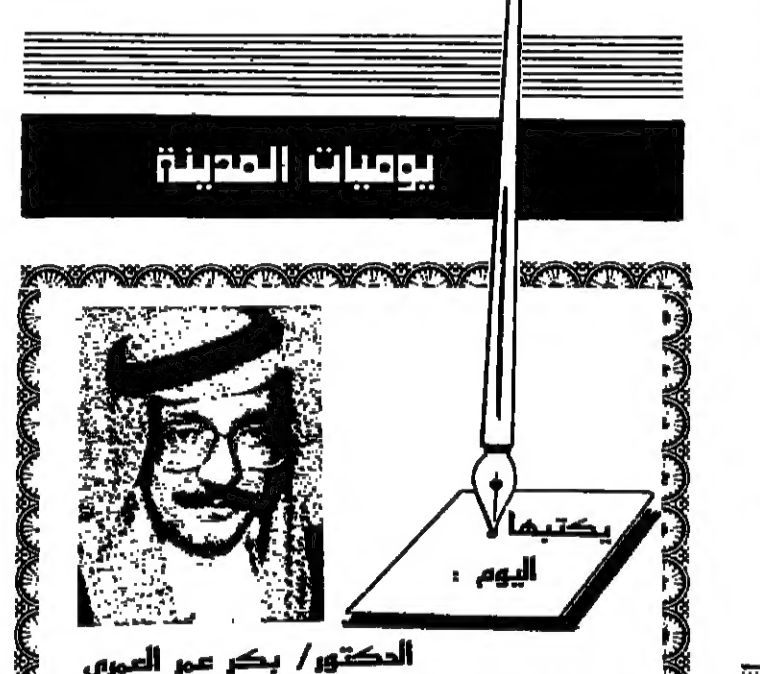 يوميات المدينة
يكتبها
اليوم :
الدكتور/ بكر عمر العمري